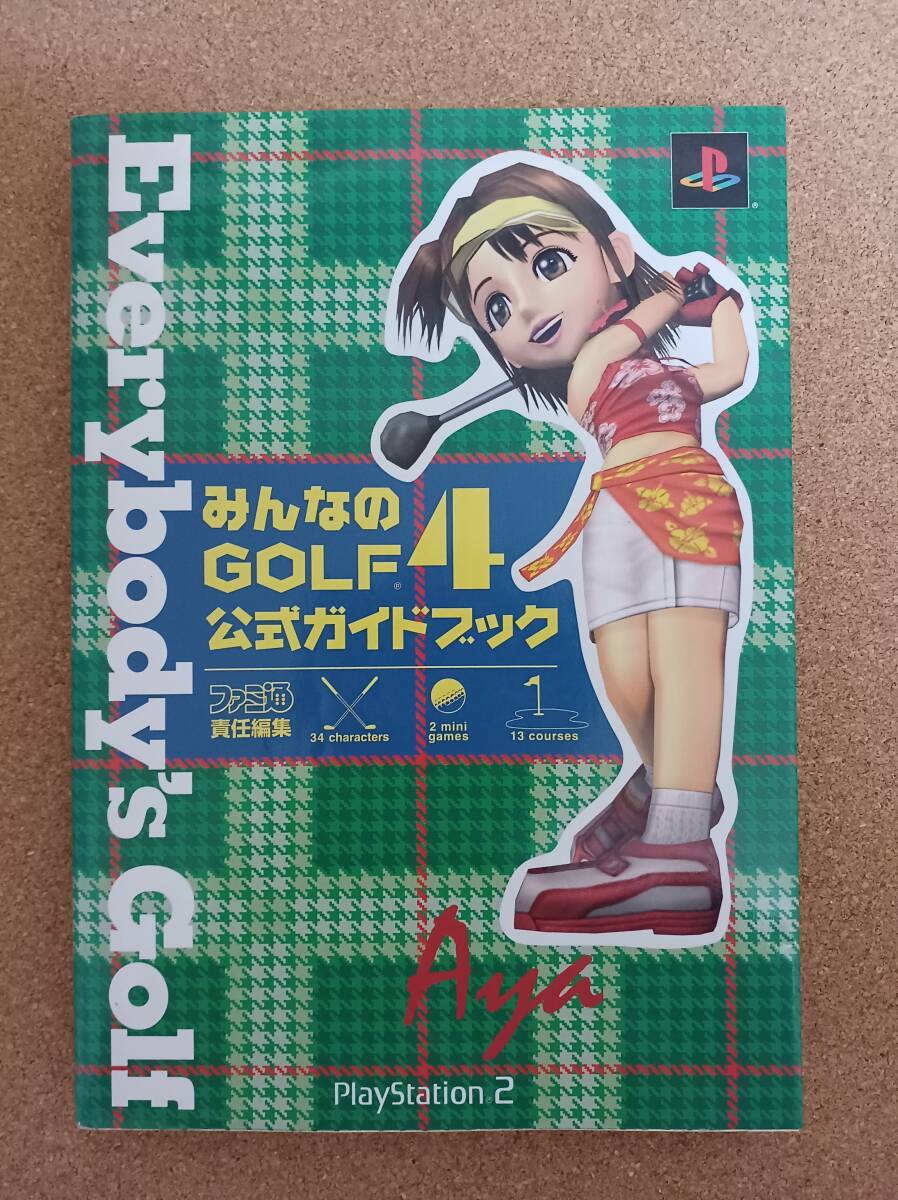 Everybody's Golf
みんなの
GOLF®4
公式ガイドブック
ファミ通
責任編集
34 characters
2 mini
games
13 courses
Aya
PlayStation 2